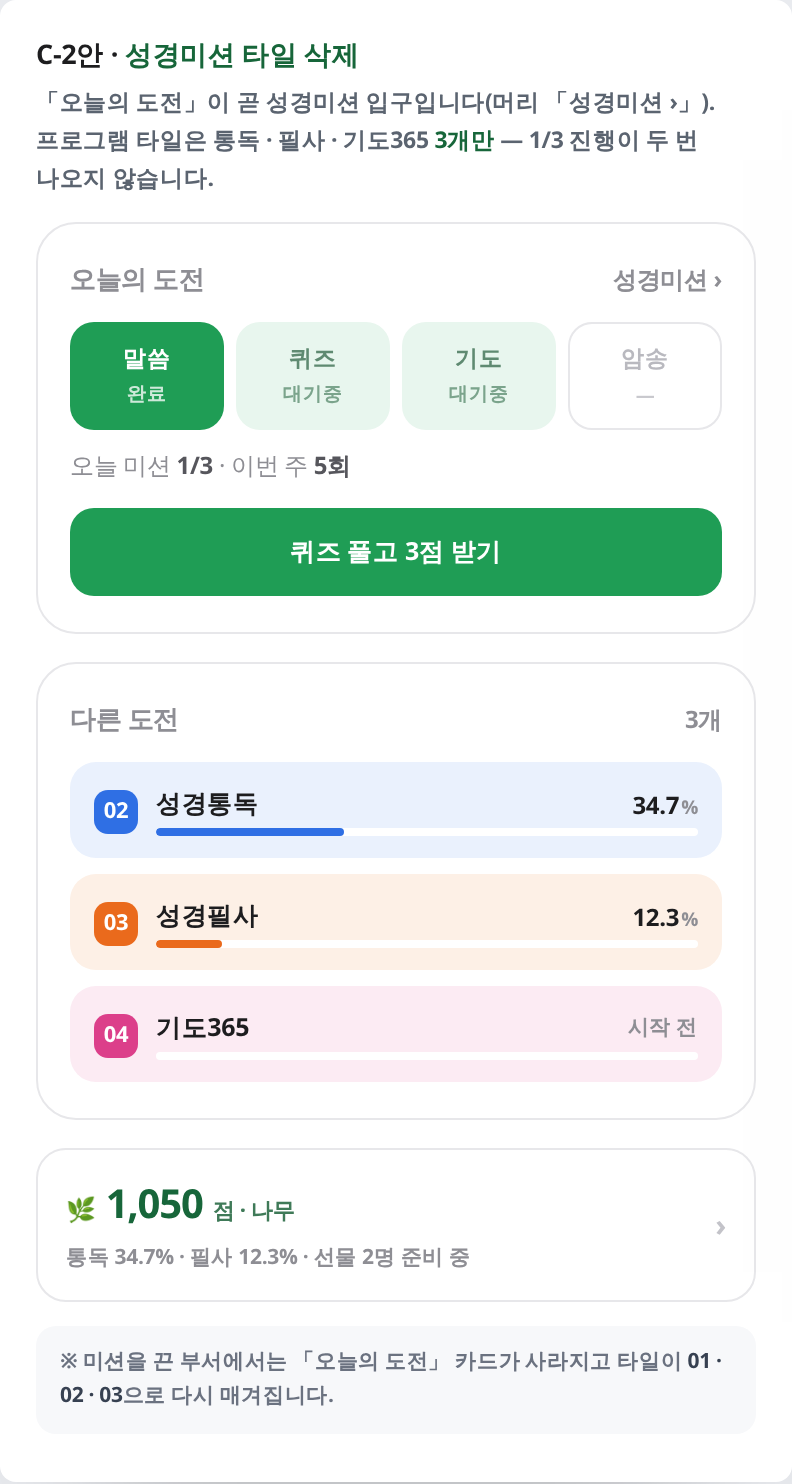 C-2안 · 성경미션 타일 삭제
「오늘의 도전」이 곧 성경미션 입구입니다(머리 「성경미션 ›」).
프로그램 타일은 통독 · 필사 · 기도365 3개만 — 1/3 진행이 두 번
나오지 않습니다.
오늘의 도전
성경미션 ›
말씀
완료
퀴즈
대기중
기도
대기중
암송
—
오늘 미션 1/3 · 이번 주 5회
퀴즈 풀고 3점 받기
다른 도전
3개
02 성경통독 34.7%
03 성경필사 12.3%
04 기도365 시작 전
1,050 점 · 나무
›
통독 34.7% · 필사 12.3% · 선물 2명 준비 중
※ 미션을 끈 부서에서는 「오늘의 도전」 카드가 사라지고 타일이 01 ·
02 · 03으로 다시 매겨집니다.